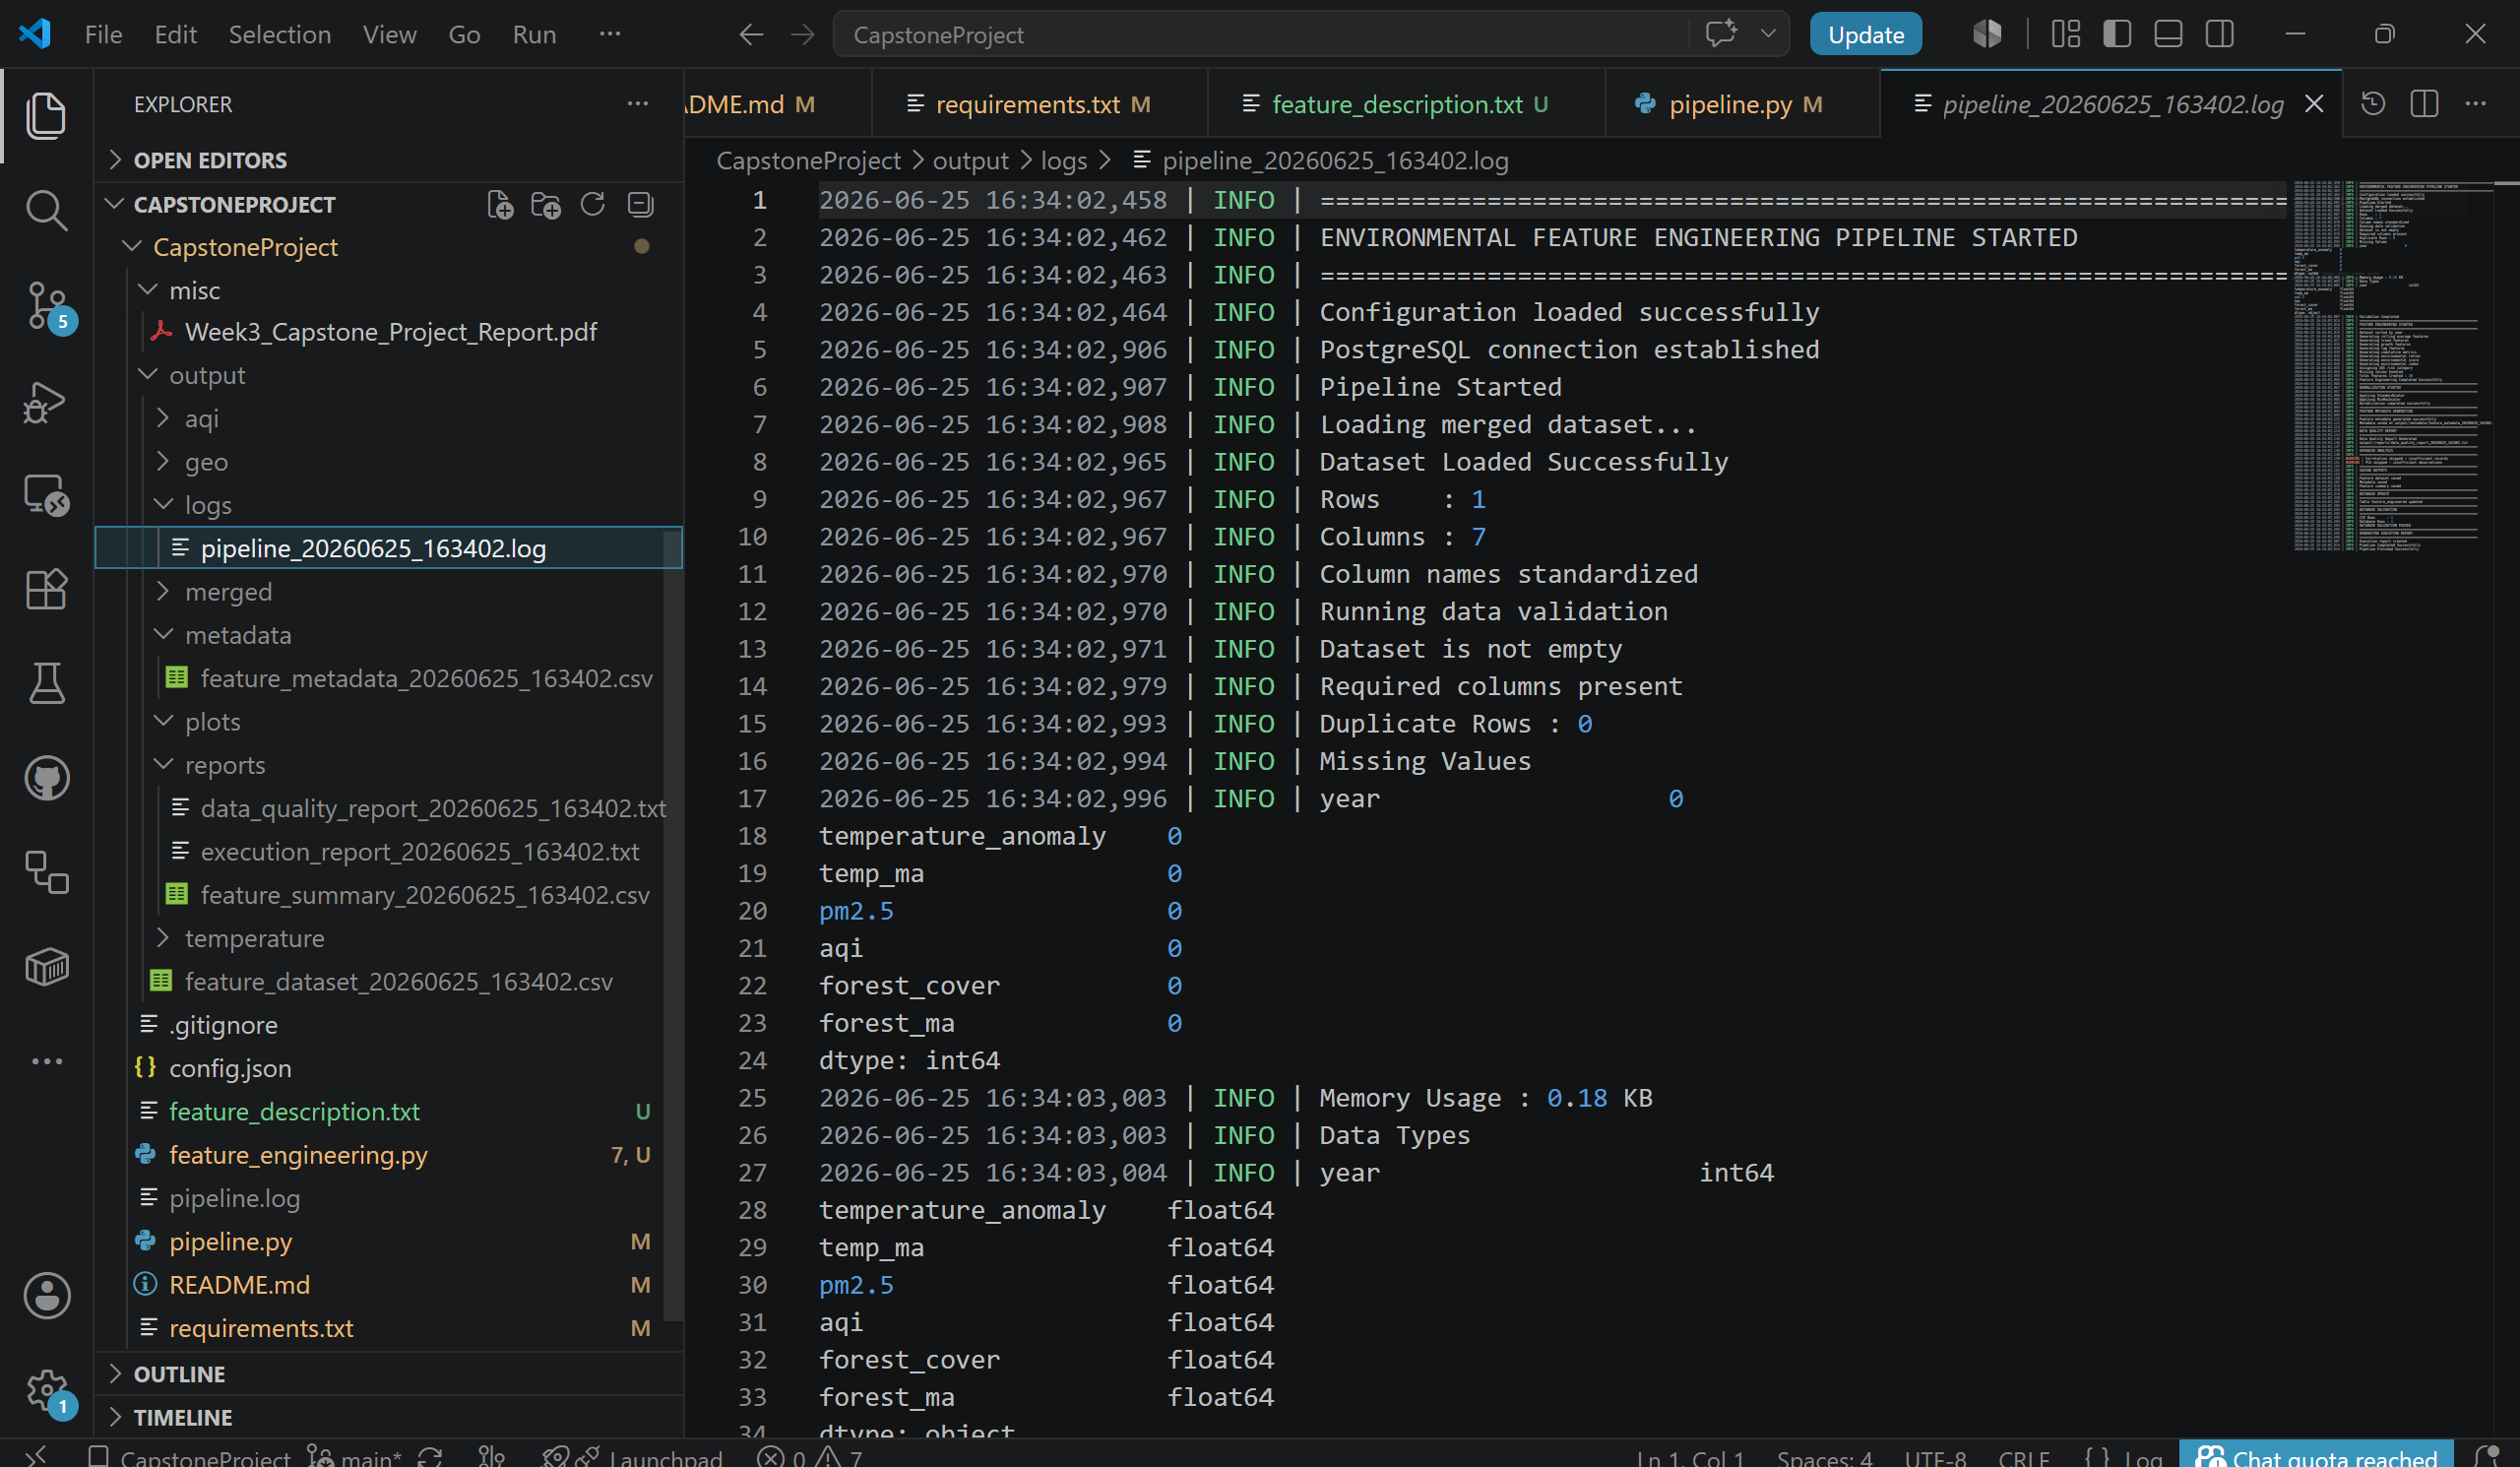 File Edit Selection View Go Run ··· CapstoneProject Update
EXPLORER
OPEN EDITORS
CAPSTONEPROJECT
CapstoneProject
misc
Week3_Capstone_Project_Report.pdf
output
aqi
geo
logs
pipeline_20260625_163402.log
merged
metadata
feature_metadata_20260625_163402.csv
plots
reports
data_quality_report_20260625_163402.txt
execution_report_20260625_163402.txt
feature_summary_20260625_163402.csv
temperature
feature_dataset_20260625_163402.csv
.gitignore
{} config.json
feature_description.txt U
feature_engineering.py 7, U
pipeline.log
pipeline.py M
README.md M
requirements.txt M
OUTLINE
TIMELINE
5
1
DME.md M requirements.txt M feature_description.txt U pipeline.py M pipeline_20260625_163402.log
CapstoneProject > output > logs > pipeline_20260625_163402.log
1 2026-06-25 16:34:02,458 | INFO | ================================================================
2 2026-06-25 16:34:02,462 | INFO | ENVIRONMENTAL FEATURE ENGINEERING PIPELINE STARTED
3 2026-06-25 16:34:02,463 | INFO | ================================================================
4 2026-06-25 16:34:02,464 | INFO | Configuration loaded successfully
5 2026-06-25 16:34:02,906 | INFO | PostgreSQL connection established
6 2026-06-25 16:34:02,907 | INFO | Pipeline Started
7 2026-06-25 16:34:02,908 | INFO | Loading merged dataset...
8 2026-06-25 16:34:02,965 | INFO | Dataset Loaded Successfully
9 2026-06-25 16:34:02,967 | INFO | Rows    : 1
10 2026-06-25 16:34:02,967 | INFO | Columns : 7
11 2026-06-25 16:34:02,970 | INFO | Column names standardized
12 2026-06-25 16:34:02,970 | INFO | Running data validation
13 2026-06-25 16:34:02,971 | INFO | Dataset is not empty
14 2026-06-25 16:34:02,979 | INFO | Required columns present
15 2026-06-25 16:34:02,993 | INFO | Duplicate Rows : 0
16 2026-06-25 16:34:02,994 | INFO | Missing Values
17 2026-06-25 16:34:02,996 | INFO | year                   0
18 temperature_anomaly    0
19 temp_ma                0
20 pm2.5                  0
21 aqi                    0
22 forest_cover           0
23 forest_ma              0
24 dtype: int64
25 2026-06-25 16:34:03,003 | INFO | Memory Usage : 0.18 KB
26 2026-06-25 16:34:03,003 | INFO | Data Types
27 2026-06-25 16:34:03,004 | INFO | year                     int64
28 temperature_anomaly    float64
29 temp_ma                float64
30 pm2.5                  float64
31 aqi                    float64
32 forest_cover           float64
33 forest_ma              float64
34 dtype: object
CapstoneProject main* Launchpad 0 7 Ln 1, Col 1 Spaces: 4 UTF-8 CRLF {} Log Chat quota reached